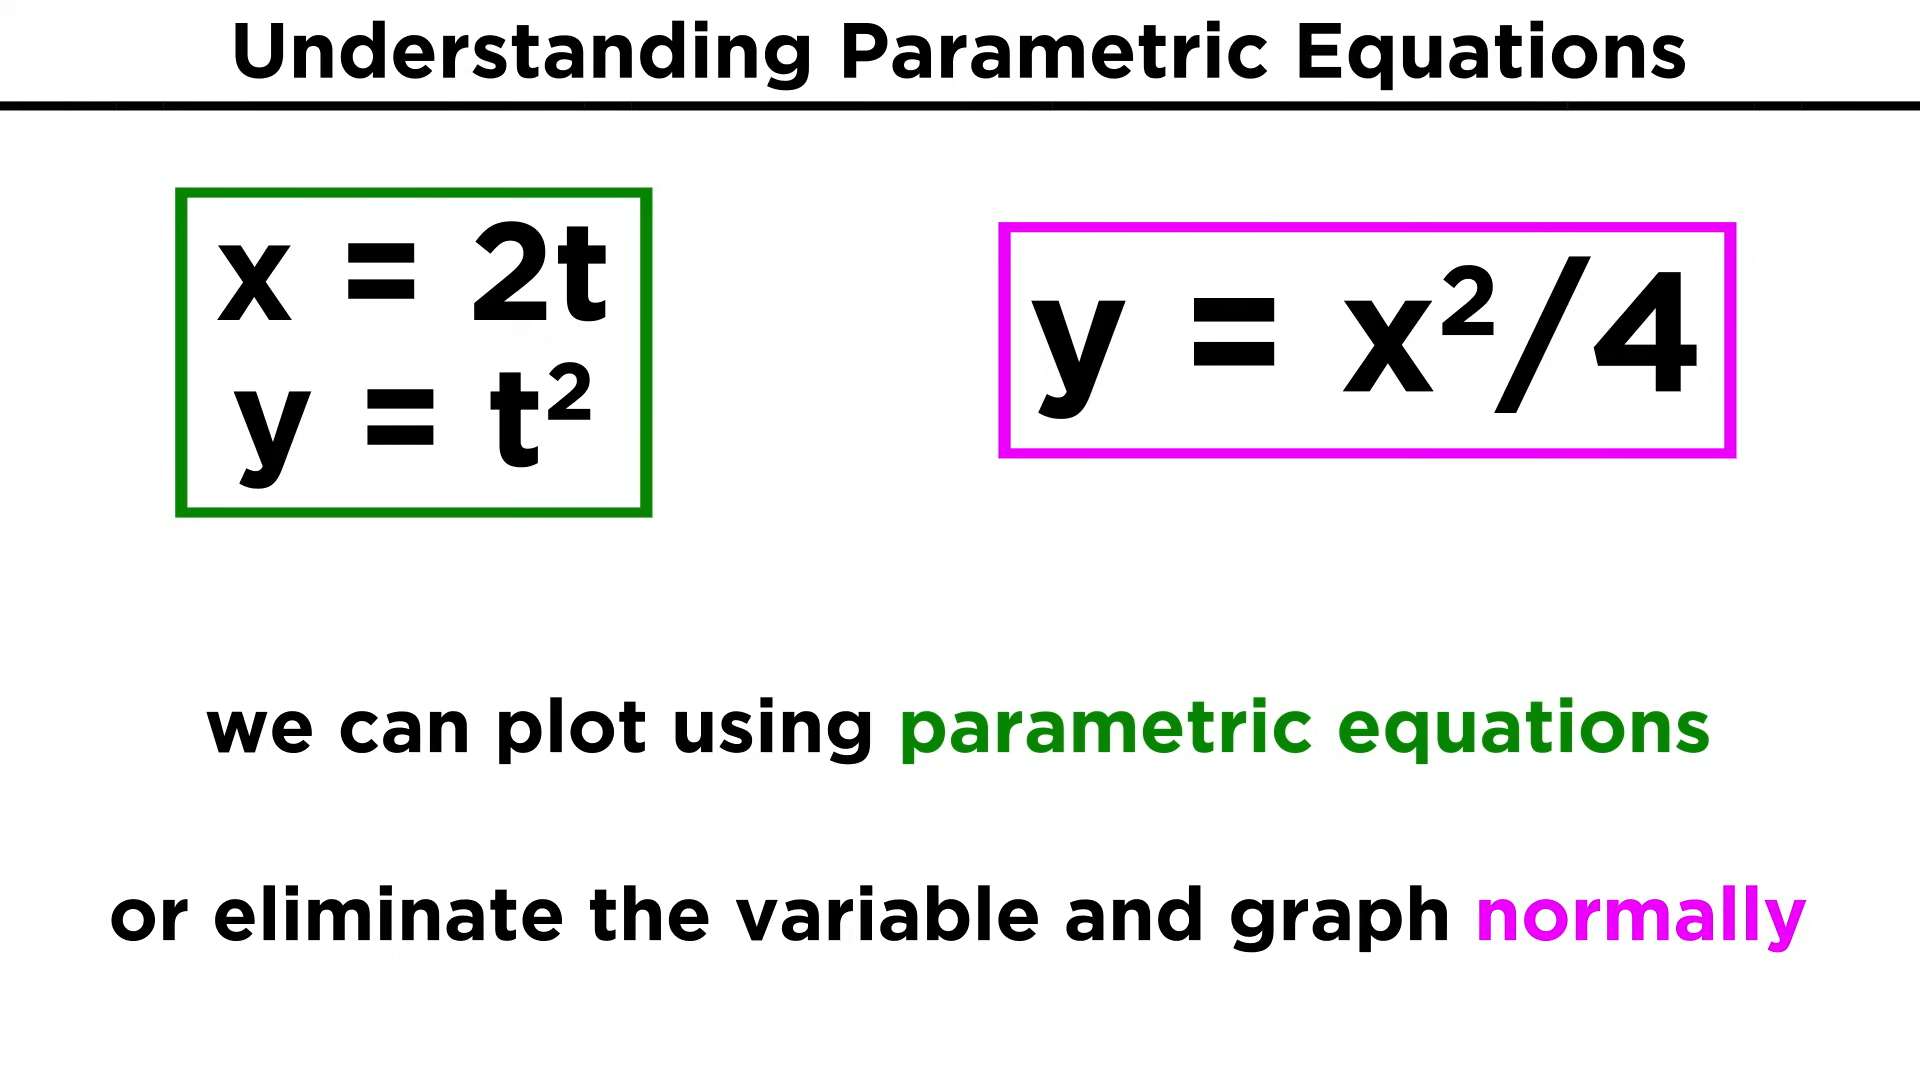 Understanding Parametric Equations
x = 2t
y = t²
y = x²/4
we can plot using parametric equations
or eliminate the variable and graph normally